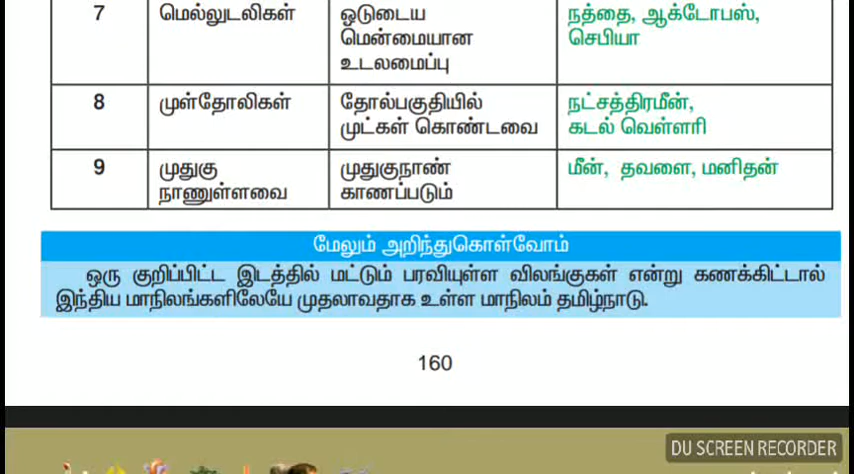 7 மெல்லுடலிகள் ஒடுடைய மென்மையான உடலமைப்பு நத்தை, ஆக்டோபஸ், செபியா
8 முள்தோலிகள் தோல்பகுதியில் முட்கள் கொண்டவை நட்சத்திரமீன், கடல் வெள்ளரி
9 முதுகு நாணுள்ளவை முதுகுநாண் காணப்படும் மீன், தவளை, மனிதன்
மேலும் அறிந்துகொள்வோம்
ஒரு குறிப்பிட்ட இடத்தில் மட்டும் பரவியுள்ள விலங்குகள் என்று கணக்கிட்டால்
இந்திய மாநிலங்களிலேயே முதலாவதாக உள்ள மாநிலம் தமிழ்நாடு.
160
DU SCREEN RECORDER